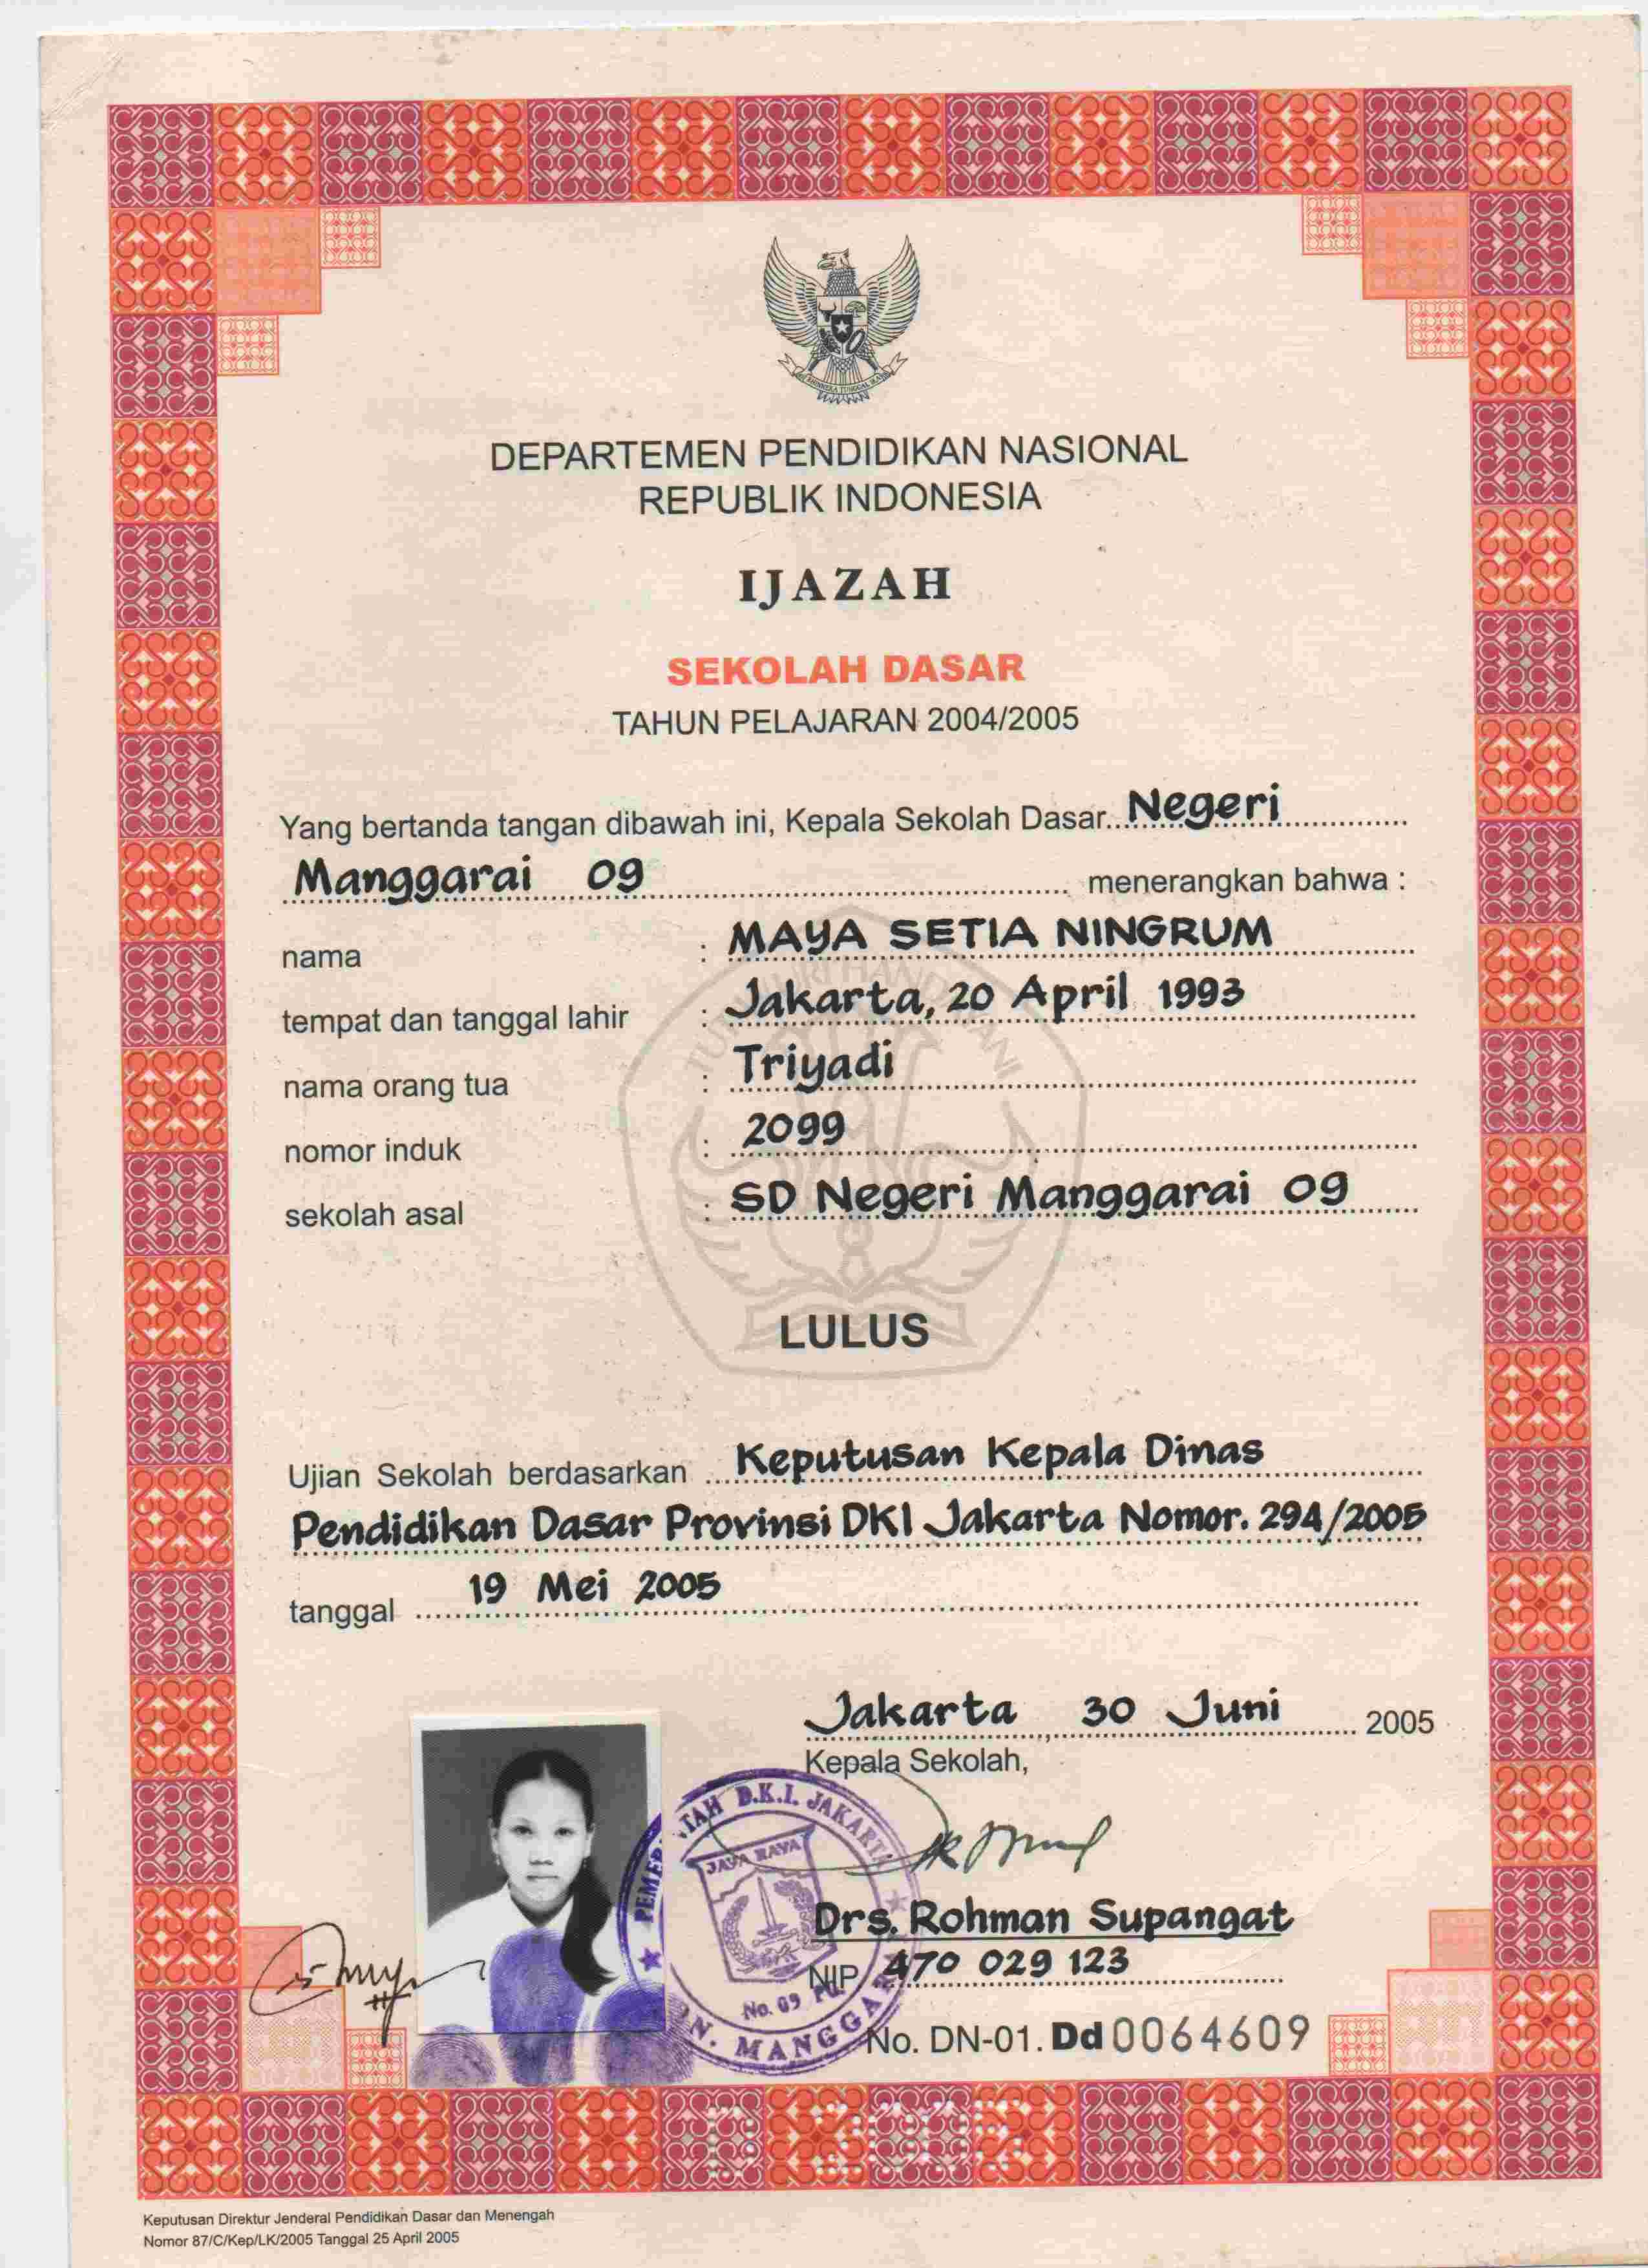 BHINNEKA TUNGGAL IKA
DEPARTEMEN PENDIDIKAN NASIONAL
REPUBLIK INDONESIA
IJAZAH
SEKOLAH DASAR
TAHUN PELAJARAN 2004/2005
Yang bertanda tangan dibawah ini, Kepala Sekolah Dasar Negeri
Manggarai 09 menerangkan bahwa :
nama : MAYA SETIA NINGRUM
tempat dan tanggal lahir : Jakarta, 20 April 1993
nama orang tua : Triyadi
nomor induk : 2099
sekolah asal : SD Negeri Manggarai 09
TUT WURI HANDAYANI
LULUS
Ujian Sekolah berdasarkan Keputusan Kepala Dinas
Pendidikan Dasar Provinsi DKI Jakarta Nomor. 294/2005
tanggal 19 Mei 2005
Jakarta, 30 Juni 2005
Kepala Sekolah,
D.K.I. JAKARTA
JAYA RAYA
No. 09
Drs. Rohman Supangat
NIP 470 029 123
No. DN-01. Dd 0064609
Keputusan Direktur Jenderal Pendidikan Dasar dan Menengah
Nomor 87/C/Kep/LK/2005 Tanggal 25 April 2005